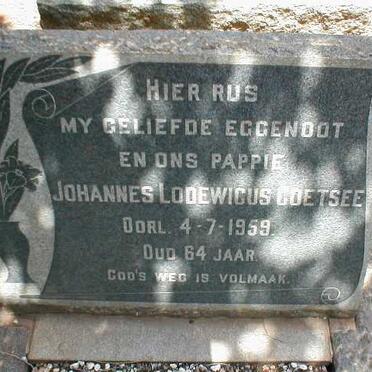 HIER RUS
MY GELIEFDE EGGENOOT
EN ONS PAPPIE
JOHANNES LODEWICUS COETSEE
OORL. 4-7-1959.
OUD 64 JAAR.
GOD'S WEG IS VOLMAAK.